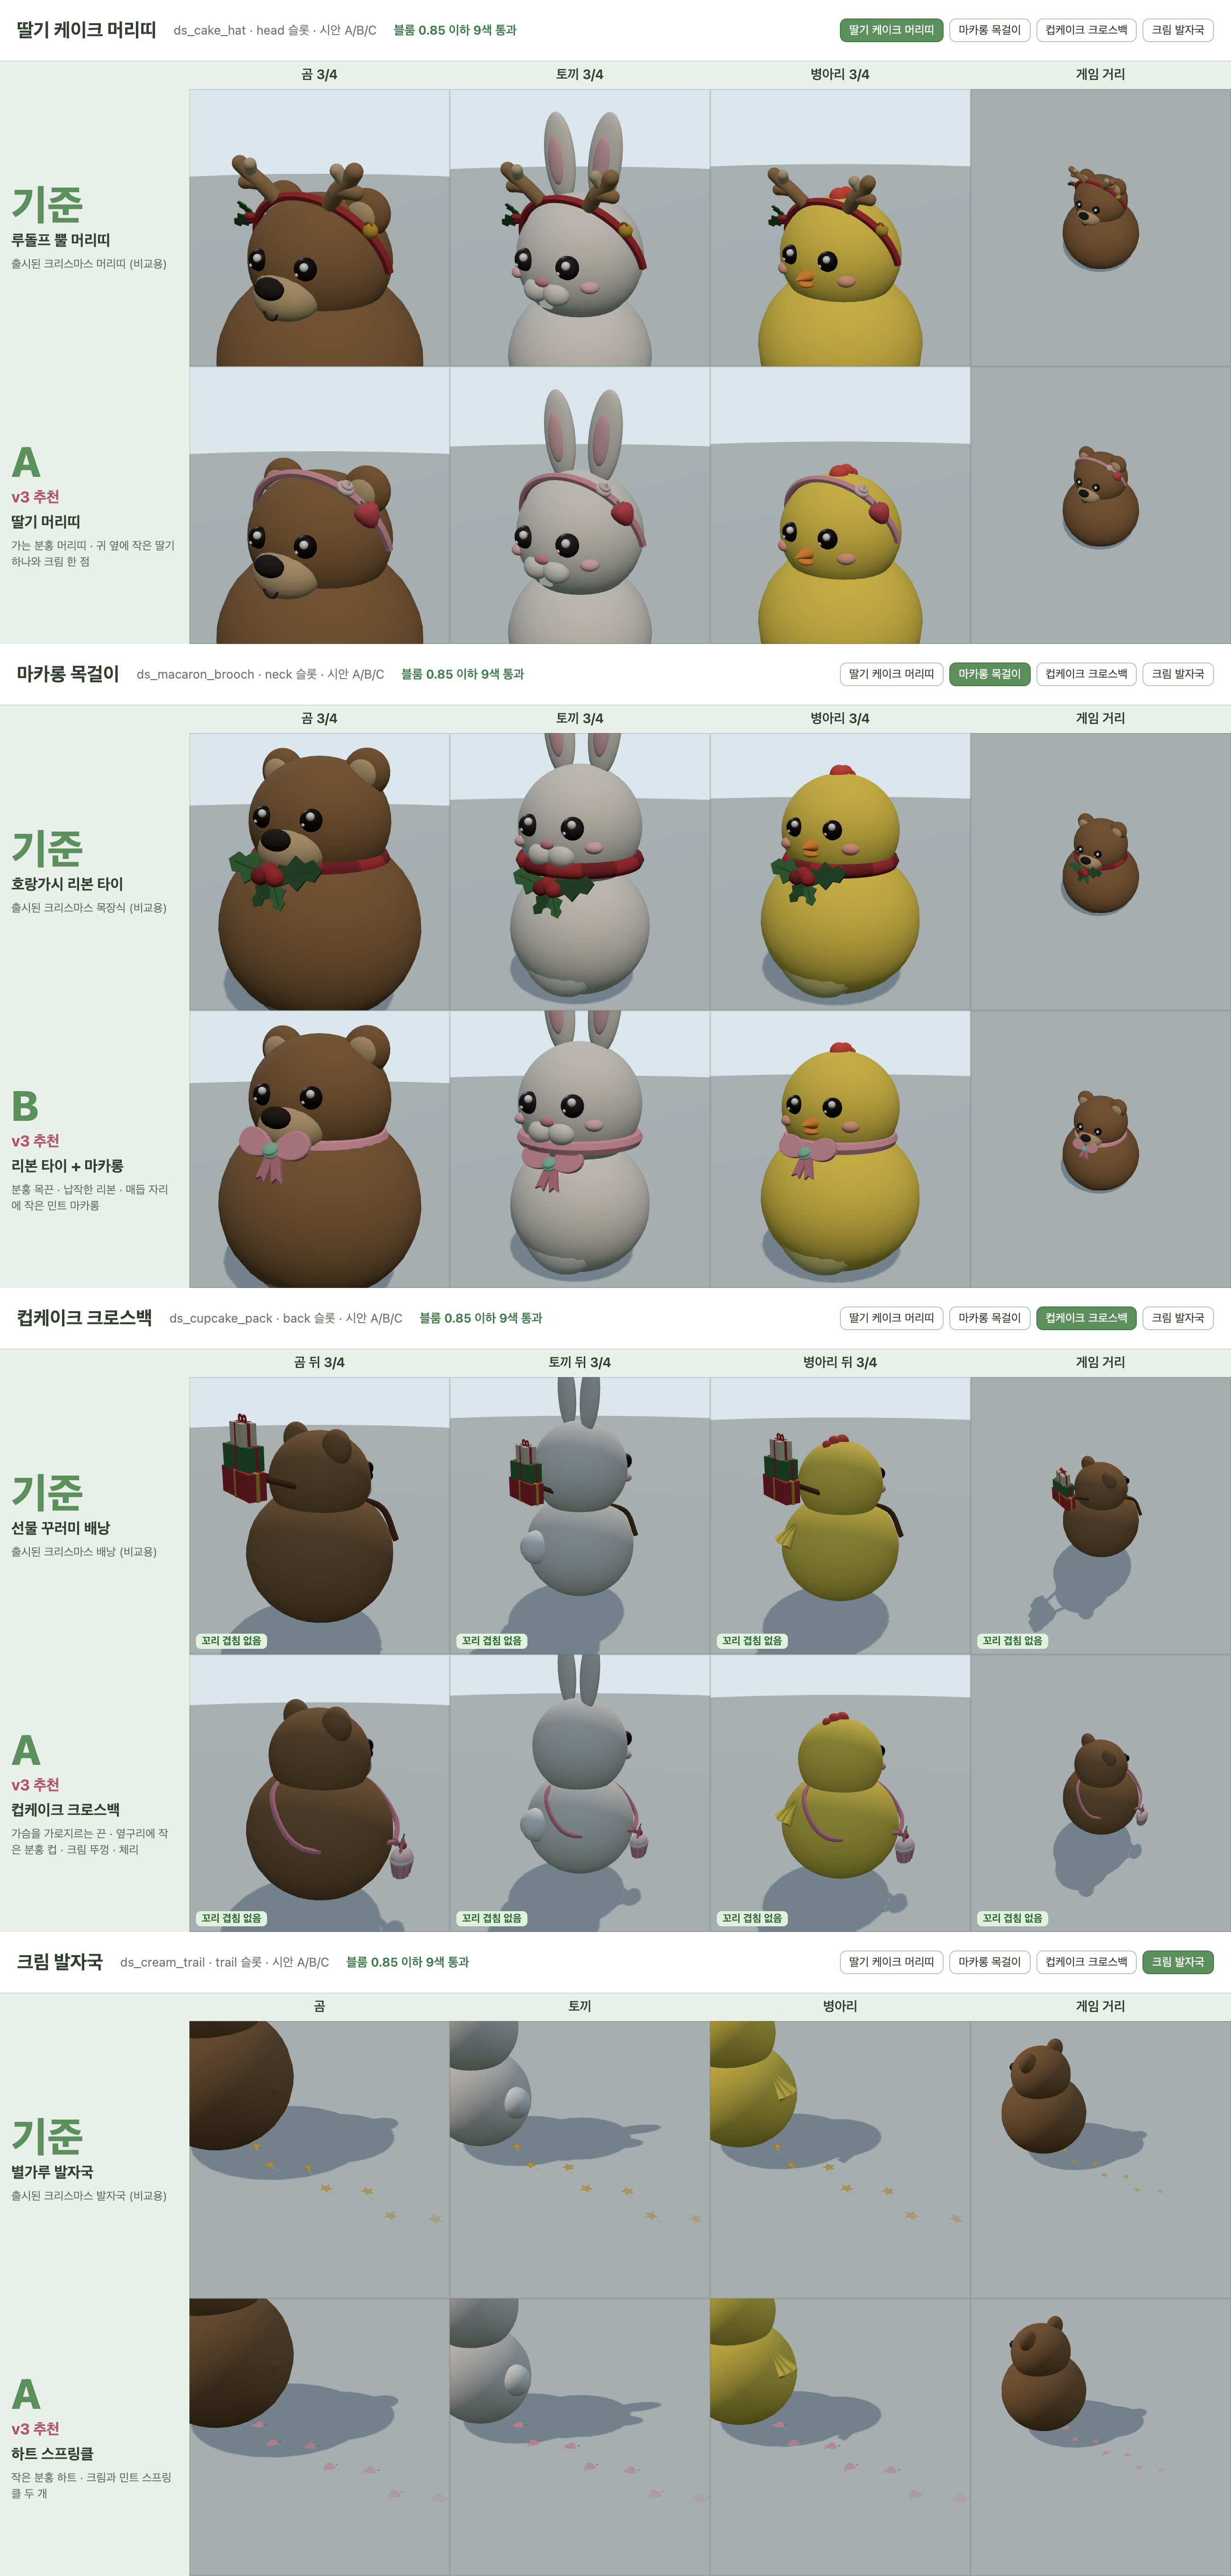 딸기 케이크 머리띠 ds_cake_hat · head 슬롯 · 시안 A/B/C 블룸 0.85 이하 9색 통과 딸기 케이크 머리띠 마카롱 목걸이 컵케이크 크로스백 크림 발자국
곰 3/4 토끼 3/4 병아리 3/4 게임 거리
기준
루돌프 뿔 머리띠
출시된 크리스마스 머리띠 (비교용)
A
v3 추천
딸기 머리띠
가는 분홍 머리띠 · 귀 옆에 작은 딸기
하나와 크림 한 점
마카롱 목걸이 ds_macaron_brooch · neck 슬롯 · 시안 A/B/C 블룸 0.85 이하 9색 통과 딸기 케이크 머리띠 마카롱 목걸이 컵케이크 크로스백 크림 발자국
곰 3/4 토끼 3/4 병아리 3/4 게임 거리
기준
호랑가시 리본 타이
출시된 크리스마스 목장식 (비교용)
B
v3 추천
리본 타이 + 마카롱
분홍 목끈 · 납작한 리본 · 매듭 자리
에 작은 민트 마카롱
컵케이크 크로스백 ds_cupcake_pack · back 슬롯 · 시안 A/B/C 블룸 0.85 이하 9색 통과 딸기 케이크 머리띠 마카롱 목걸이 컵케이크 크로스백 크림 발자국
곰 뒤 3/4 토끼 뒤 3/4 병아리 뒤 3/4 게임 거리
기준
선물 꾸러미 배낭
출시된 크리스마스 배낭 (비교용)
꼬리 겹침 없음 꼬리 겹침 없음 꼬리 겹침 없음 꼬리 겹침 없음
A
v3 추천
컵케이크 크로스백
가슴을 가로지르는 끈 · 옆구리에 작
은 분홍 컵 · 크림 뚜껑 · 체리
꼬리 겹침 없음 꼬리 겹침 없음 꼬리 겹침 없음 꼬리 겹침 없음
크림 발자국 ds_cream_trail · trail 슬롯 · 시안 A/B/C 블룸 0.85 이하 9색 통과 딸기 케이크 머리띠 마카롱 목걸이 컵케이크 크로스백 크림 발자국
곰 토끼 병아리 게임 거리
기준
별가루 발자국
출시된 크리스마스 발자국 (비교용)
A
v3 추천
하트 스프링클
작은 분홍 하트 · 크림과 민트 스프링
클 두 개